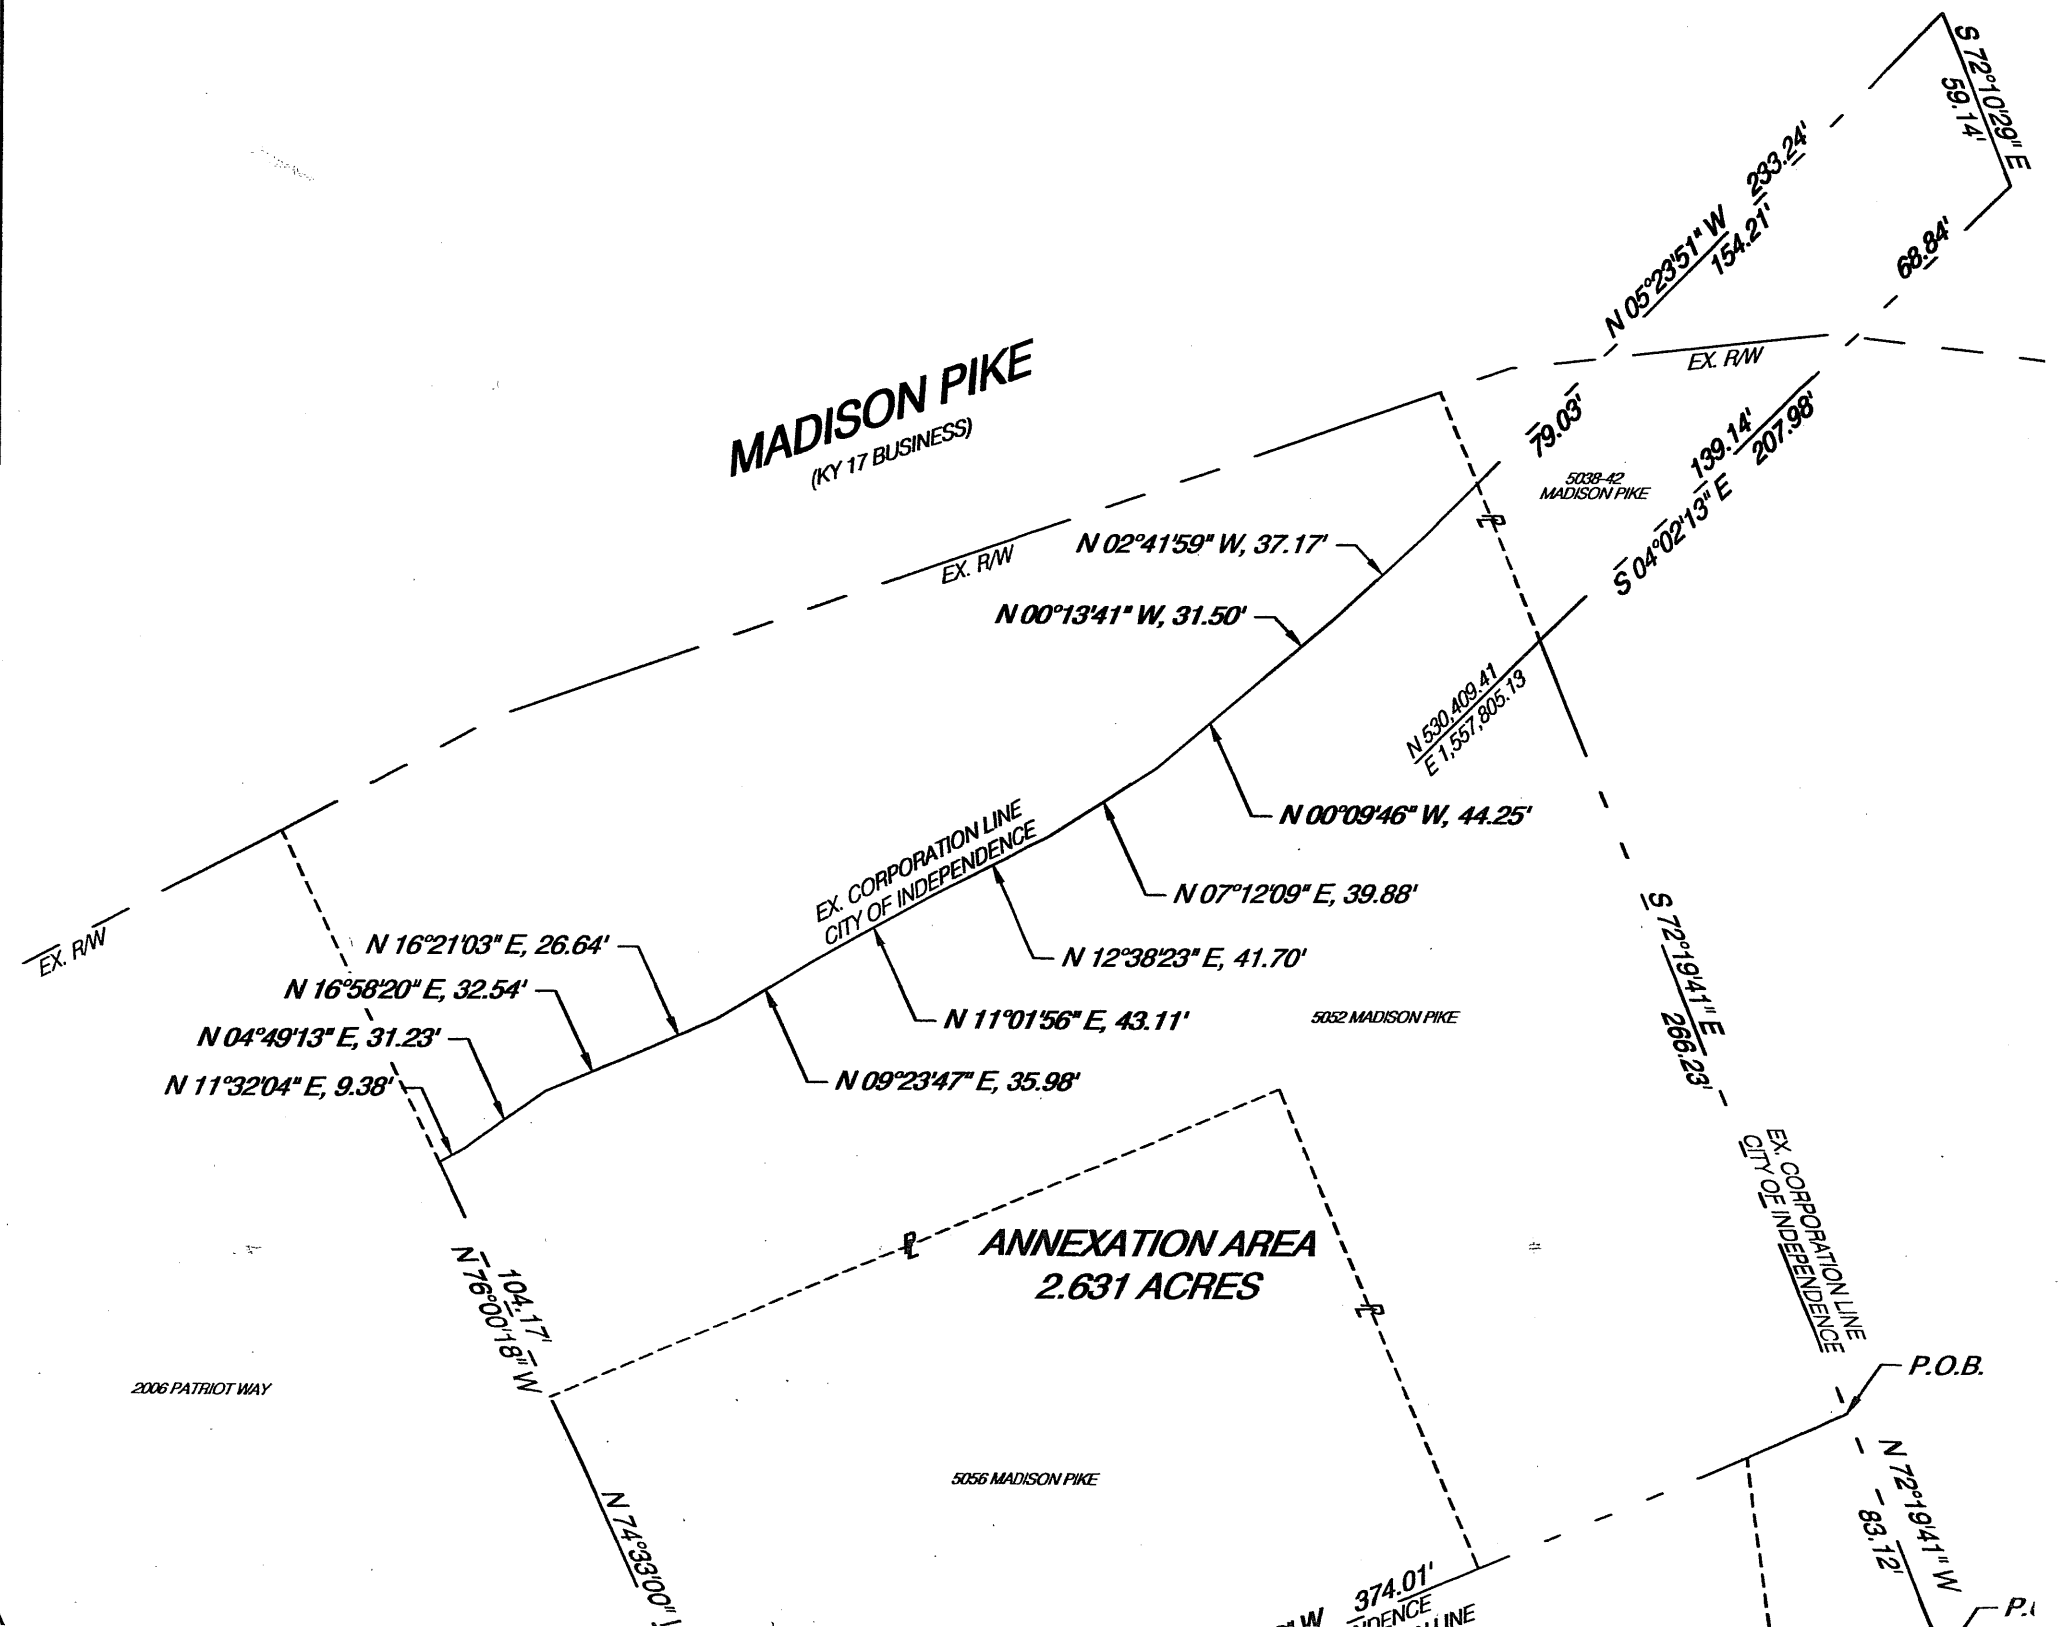 S 72°10'29" E
59.14'
233.24'
N 05°23'51" W
154.21'
68.84'
MADISON PIKE
(KY 17 BUSINESS)
EX. R/W
79.03'
139.14'
207.98'
S 04°02'13" E
5038-42
MADISON PIKE
N 02°41'59" W, 37.17'
EX. R/W
N 00°13'41" W, 31.50'
N 530,409.41
E 1,557,805.13
N 00°09'46" W, 44.25'
EX. CORPORATION LINE
CITY OF INDEPENDENCE
N 07°12'09" E, 39.88'
EX. R/W
N 16°21'03" E, 26.64'
N 12°38'23" E, 41.70'
S 72°19'41" E
266.23'
N 16°58'20" E, 32.54'
N 11°01'56" E, 43.11'
5052 MADISON PIKE
N 04°49'13" E, 31.23'
N 09°23'47" E, 35.98'
N 11°32'04" E, 9.38'
EX. CORPORATION LINE
CITY OF INDEPENDENCE
PL
ANNEXATION AREA
2.631 ACRES
PL
PL
104.17'
N 76°00'18" W
P.O.B.
2006 PATRIOT WAY
5056 MADISON PIKE
N 72°19'41" W
83.12'
N 74°33'00"
374.01'
W